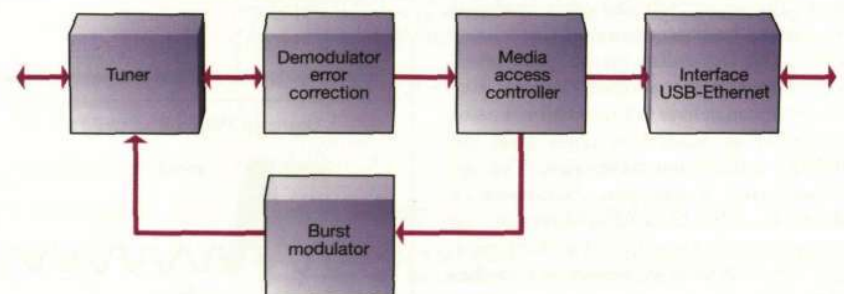 Tuner
Demodulator
error
correction
Media
access
controller
Interface
USB-Ethernet
Burst
modulator